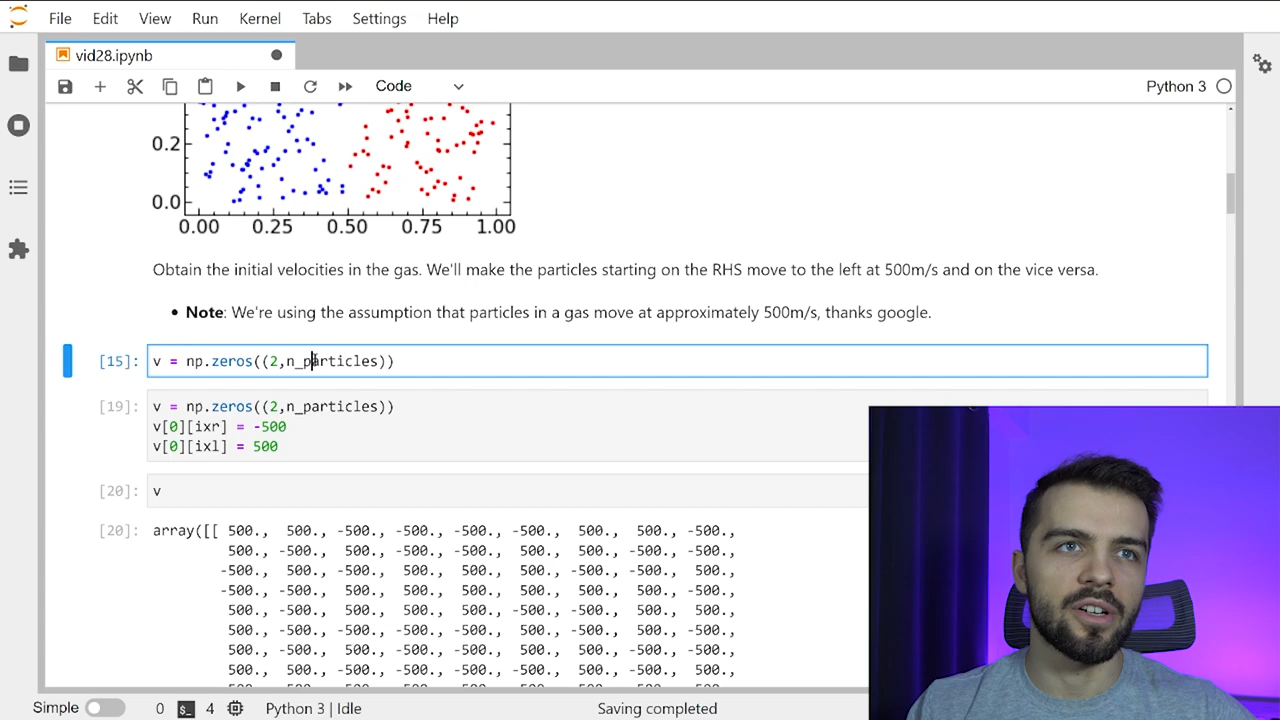 File Edit View Run Kernel Tabs Settings Help
vid28.ipynb
Code
Python 3
0.2
0.0
0.00 0.25 0.50 0.75 1.00
Obtain the initial velocities in the gas. We'll make the particles starting on the RHS move to the left at 500m/s and on the vice versa.
Note: We're using the assumption that particles in a gas move at approximately 500m/s, thanks google.
[15]: v = np.zeros((2,n_particles))
[19]: v = np.zeros((2,n_particles))
v[0][ixr] = -500
v[0][ixl] = 500
[20]: v
[20]: array([[ 500., 500., -500., -500., -500., -500., 500., 500., -500.,
500., -500., 500., -500., -500., 500., -500., -500., -500.,
-500., 500., -500., 500., 500., 500., -500., 500., 500.,
-500., 500., -500., 500., 500., 500., 500., 500., 500.,
500., -500., -500., 500., 500., -500., -500., 500., -500.,
500., 500., -500., -500., 500., 500., 500., 500., 500.,
500., 500., -500., -500., -500., 500., -500., 500., 500.,
500., 500., -500., 500., -500., 500., -500., 500., 500.,
Simple 0 $_ 4 Python 3 | Idle Saving completed